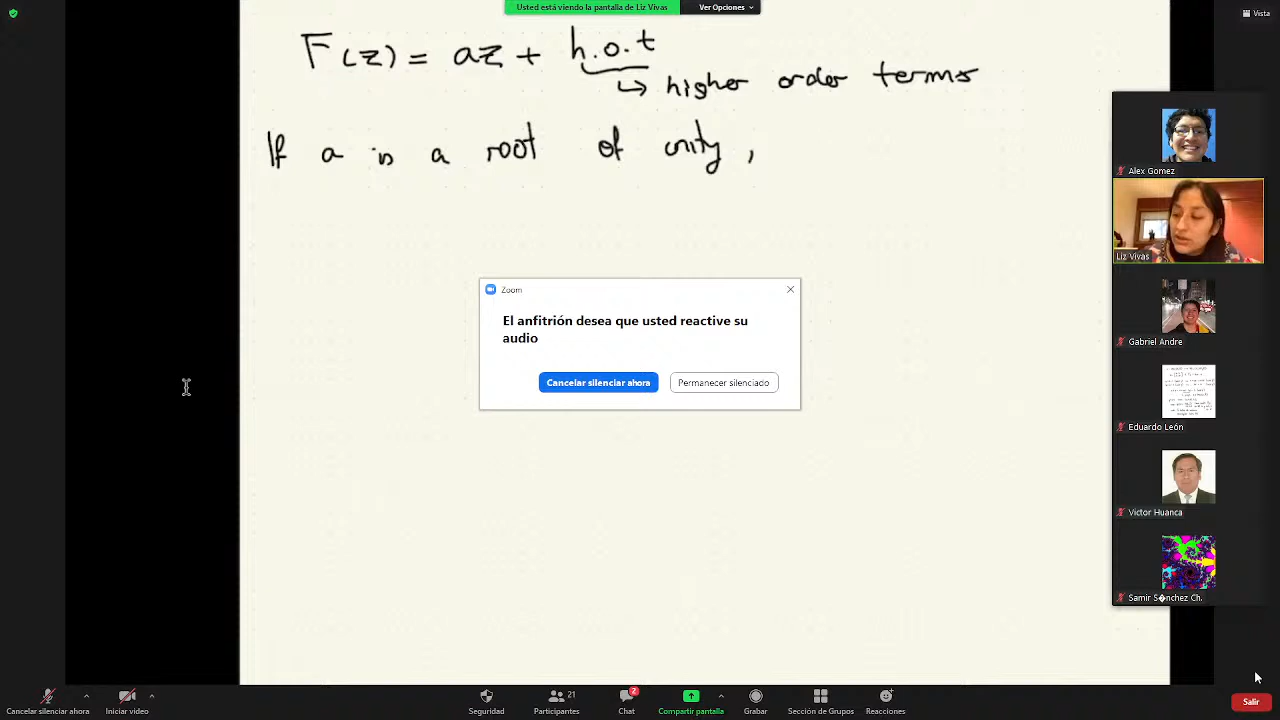 Usted está viendo la pantalla de Liz Vivas
Ver Opciones
Vista
F(z) = az + h.o.t
↳ higher order terms
If a is a root of unity,
Zoom
El anfitrión desea que usted reactive su
audio
Cancelar silenciar ahora
Permanecer silenciado
Alex Gomez
Liz Vivas
Gabriel Andre
Eduardo León
Victor Huanca
Samir S�nchez Ch.
Cancelar silenciar ahora
Iniciar video
Seguridad
21
Participantes
2
Chat
Compartir pantalla
Grabar
Sección de Grupos
Reacciones
Salir